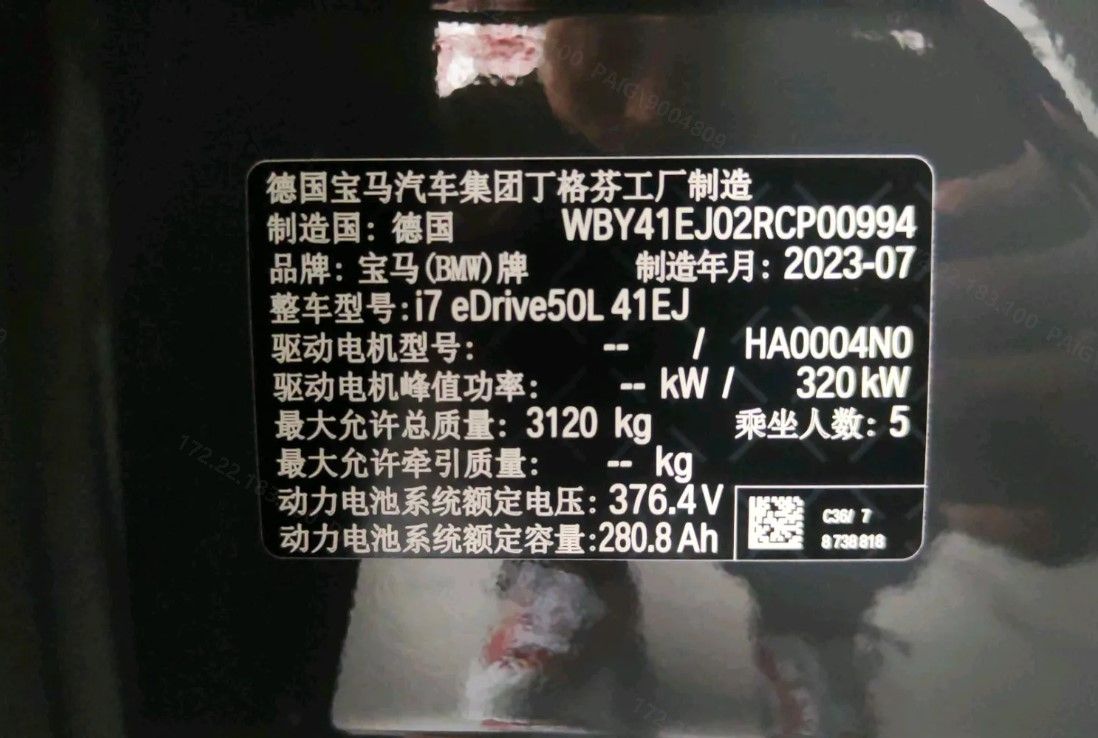 德国宝马汽车集团丁格芬工厂制造
制造国: 德国 WBY41EJ02RCP00994
品牌: 宝马(BMW)牌 制造年月: 2023-07
整车型号:i7 eDrive50L 41EJ
驱动电机型号: -- / HA0004N0
驱动电机峰值功率: -- kW / 320 kW
最大允许总质量: 3120 kg 乘坐人数: 5
最大允许牵引质量: -- kg
动力电池系统额定电压: 376.4 V
动力电池系统额定容量:280.8 Ah
C36/ 7
8 738 818